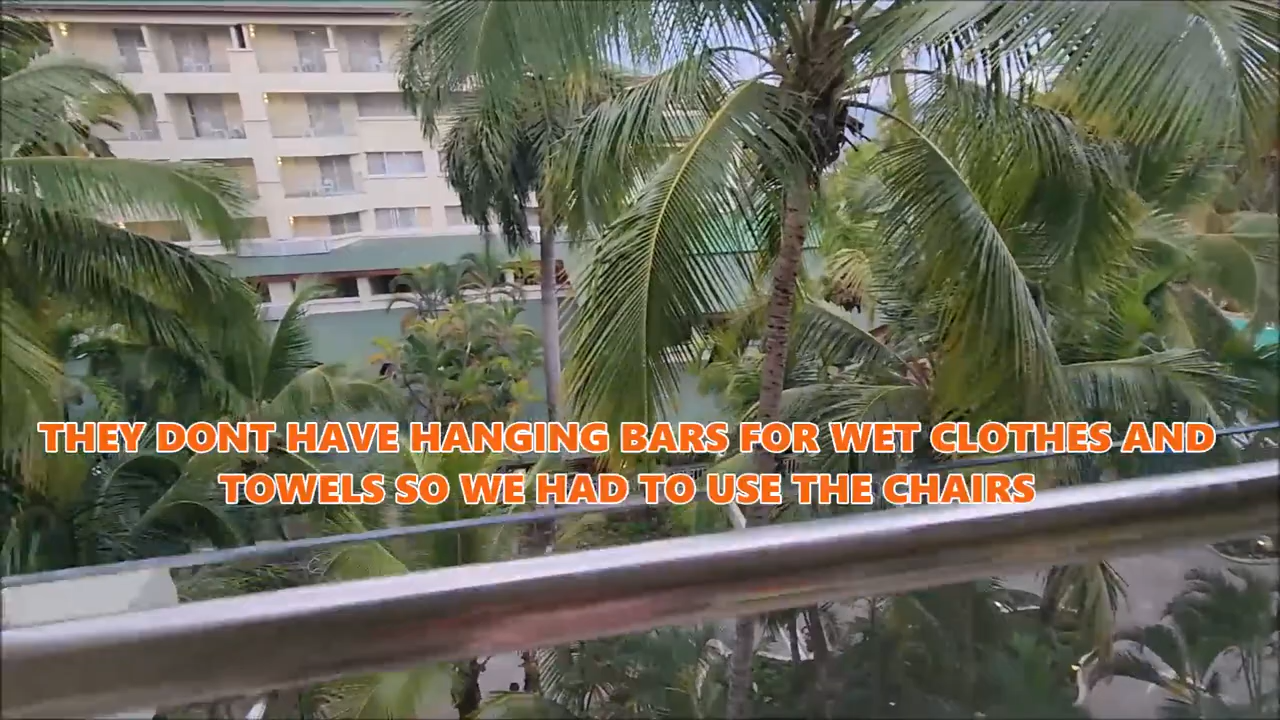 THEY DONT HAVE HANGING BARS FOR WET CLOTHES AND
TOWELS SO WE HAD TO USE THE CHAIRS